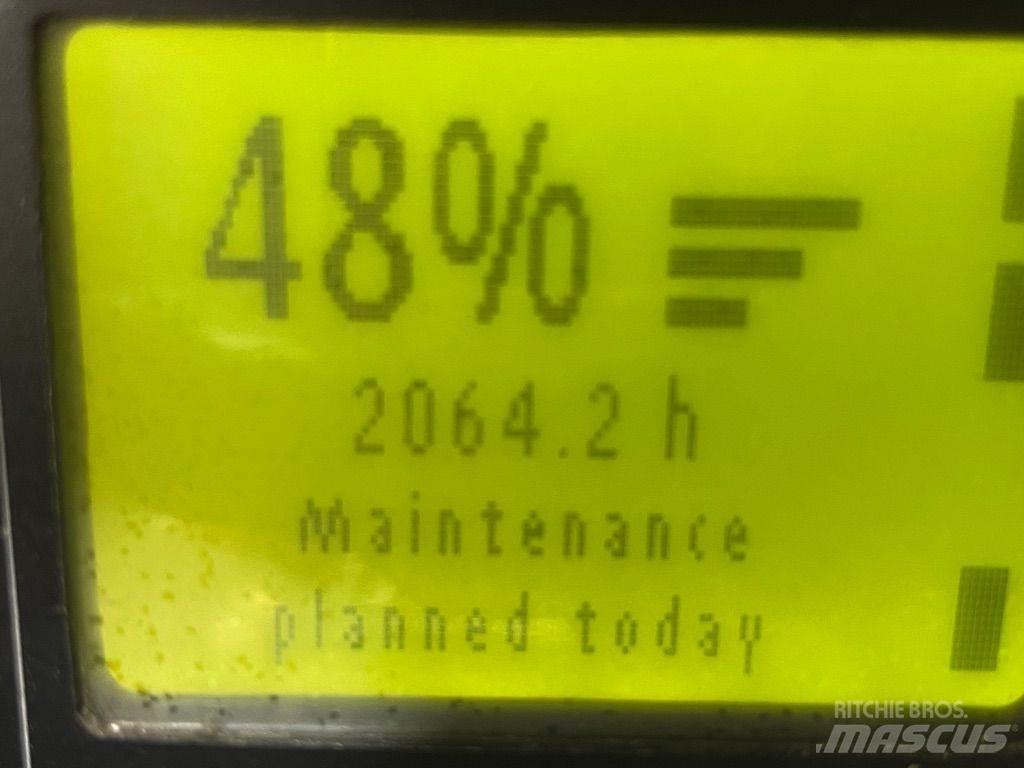 48%
2064.2 h
Maintenance
planned today
RITCHIE BROS.
MASCUS